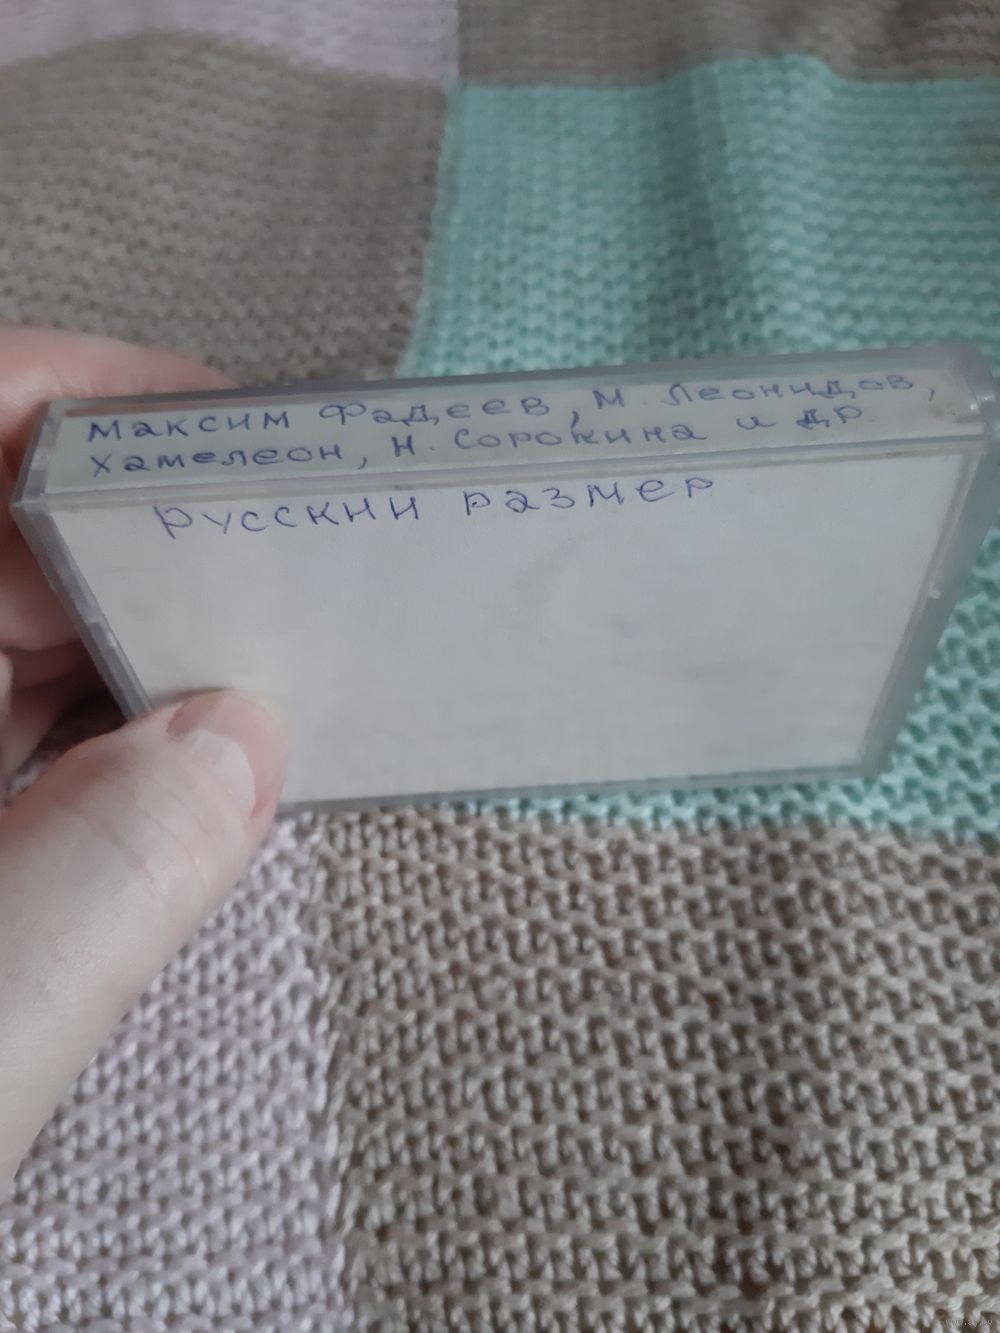 Максим Фадеев, М. Леонидов,
Хамелеон, Н. Сорокина и др.
Русский размер